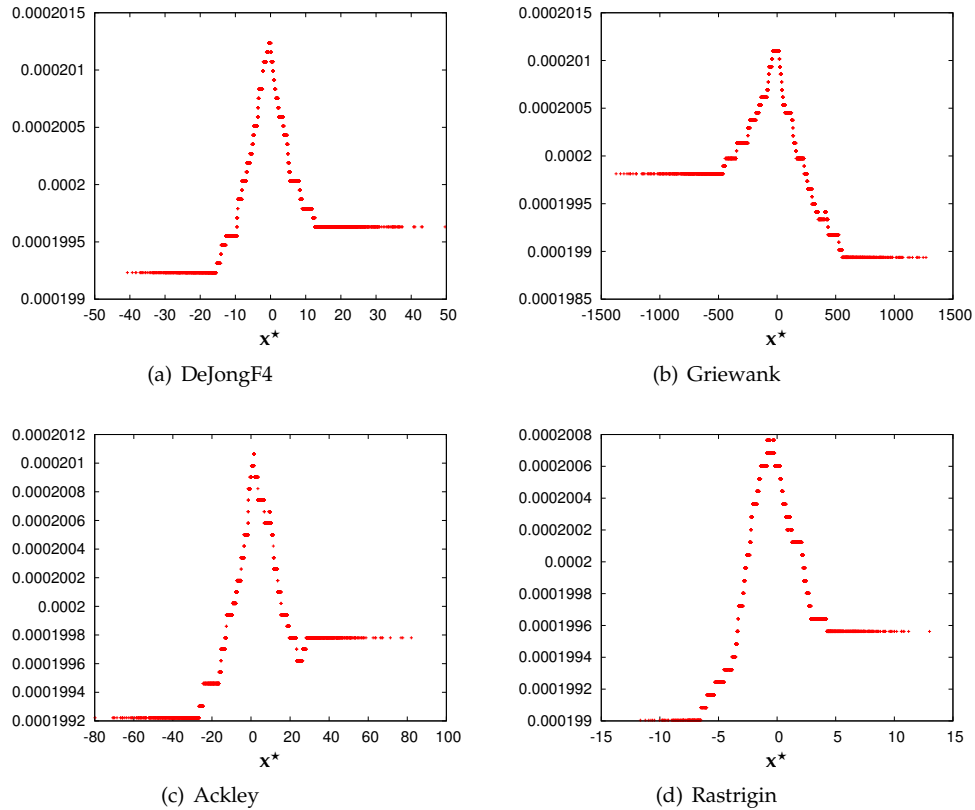 0.0002015
0.000201
0.0002005
0.0002
0.0001995
0.000199
-50 -40 -30 -20 -10 0 10 20 30 40 50
x★
(a) DeJongF4
0.0002015
0.000201
0.0002005
0.0002
0.0001995
0.000199
0.0001985
-1500 -1000 -500 0 500 1000 1500
x★
(b) Griewank
0.0002012
0.000201
0.0002008
0.0002006
0.0002004
0.0002002
0.0002
0.0001998
0.0001996
0.0001994
0.0001992
-80 -60 -40 -20 0 20 40 60 80 100
x★
(c) Ackley
0.0002008
0.0002006
0.0002004
0.0002002
0.0002
0.0001998
0.0001996
0.0001994
0.0001992
0.000199
-15 -10 -5 0 5 10 15
x★
(d) Rastrigin